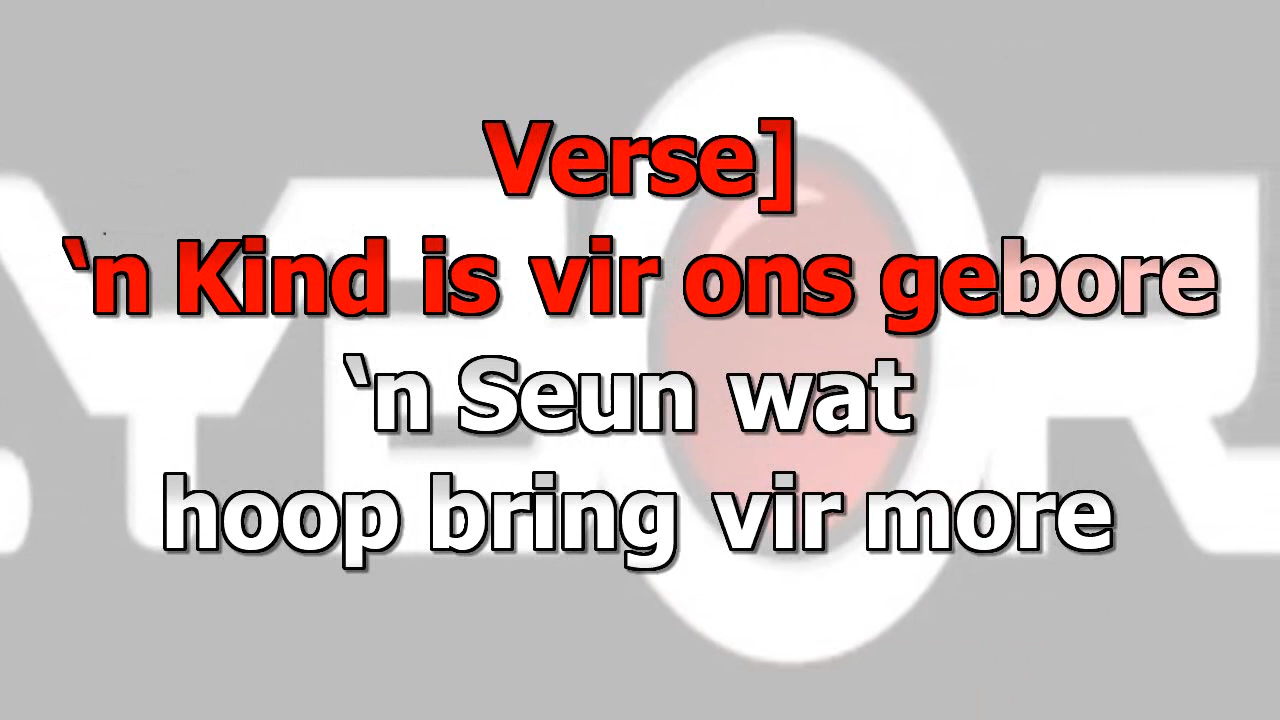 Verse]
‘n Kind is vir ons gebore
‘n Seun wat
hoop bring vir more